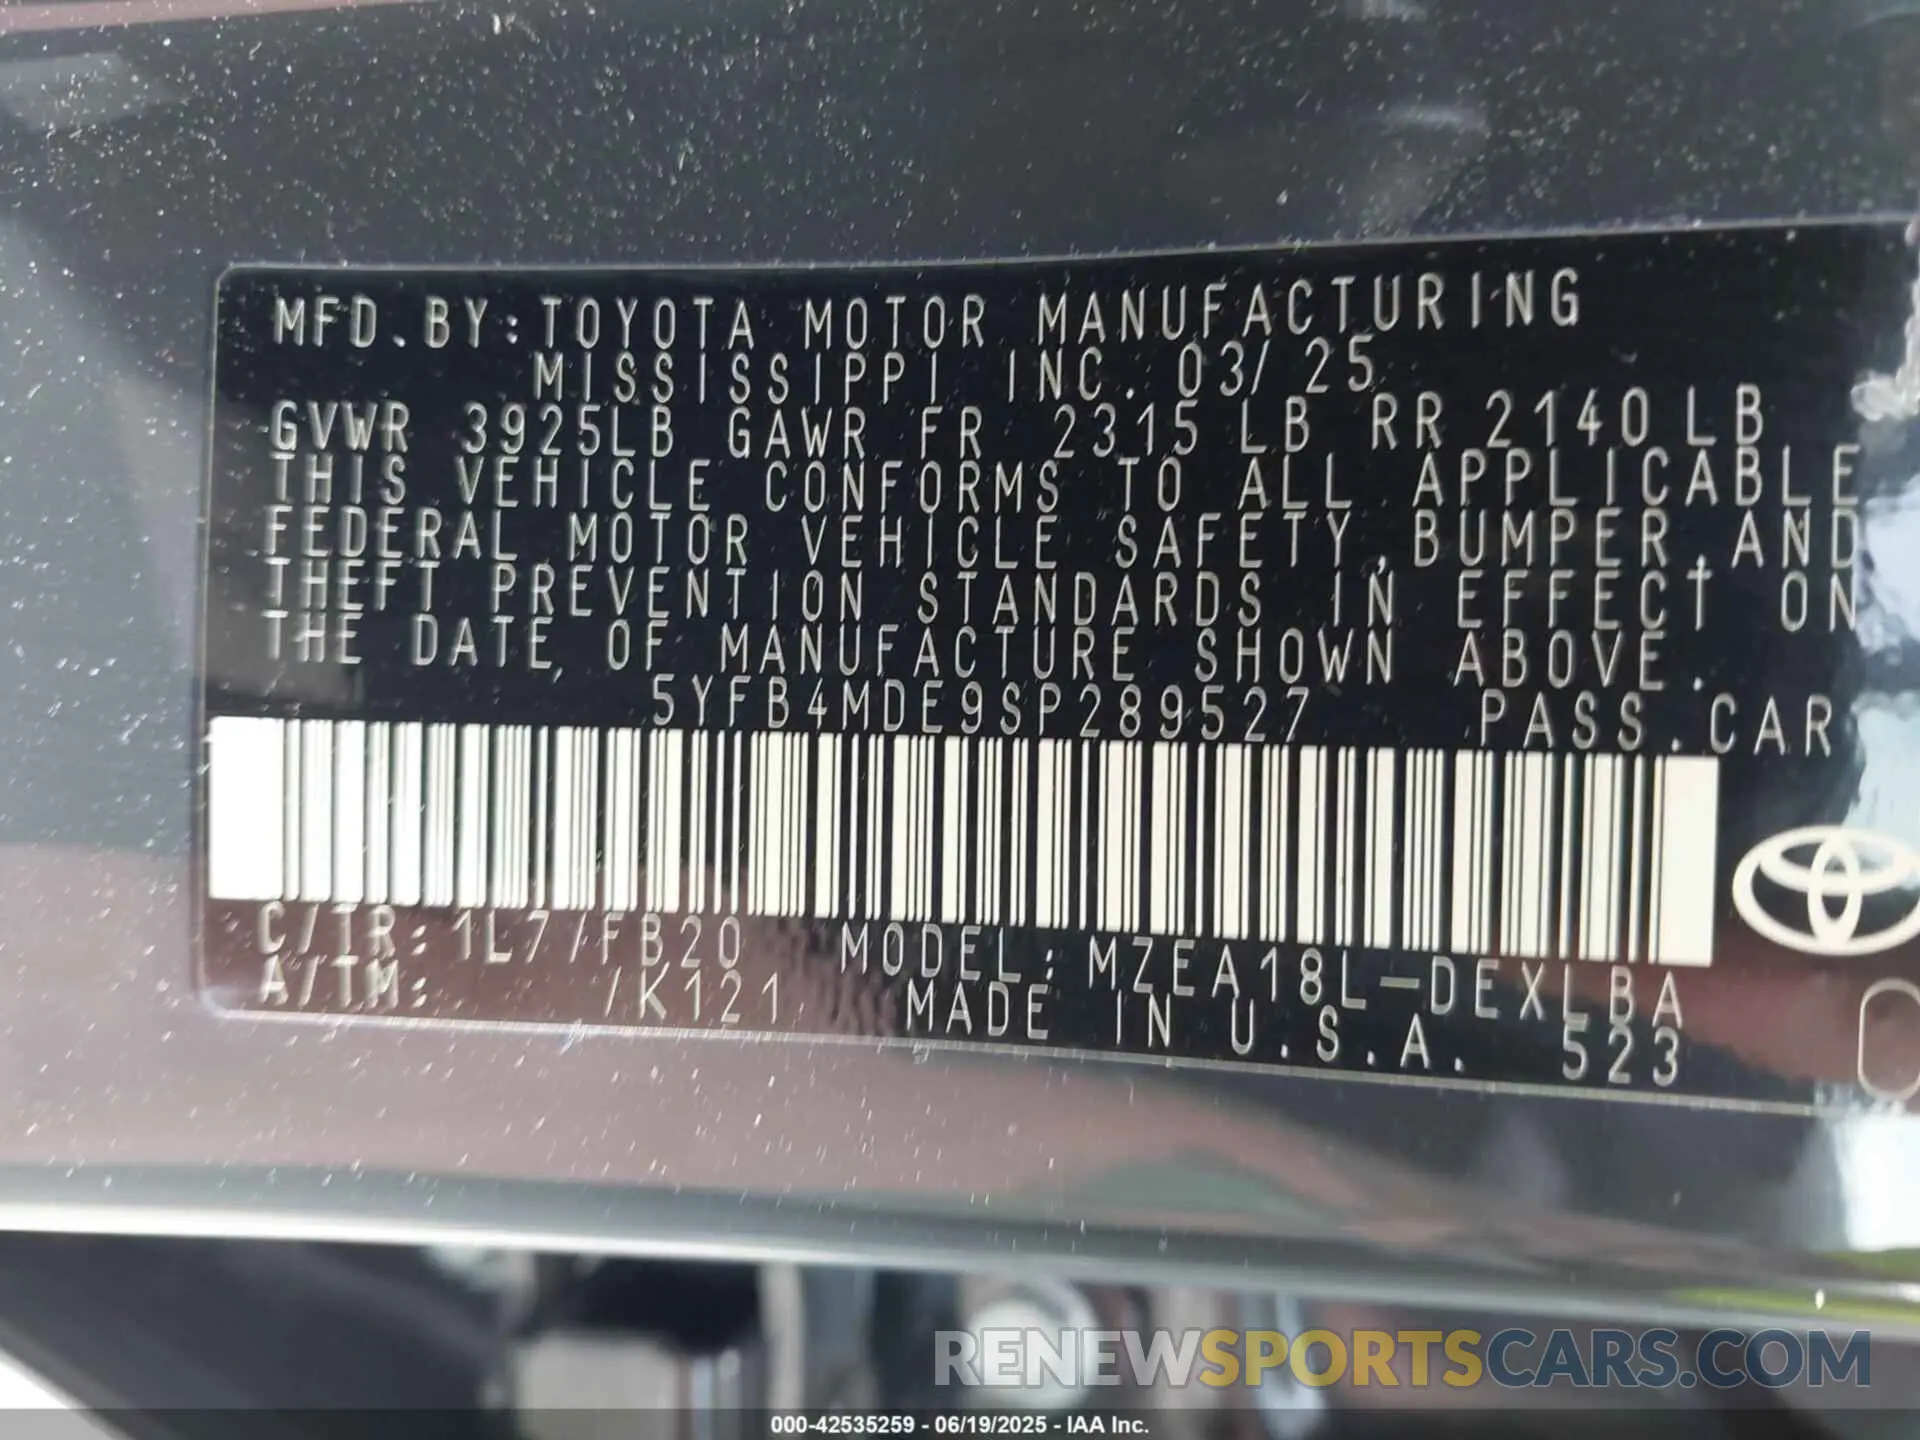 MFD.BY:TOYOTA MOTOR MANUFACTURING
MISSISSIPPI INC. 03/25
GVWR 3925LB GAWR FR 2315LB RR 2140LB
THIS VEHICLE CONFORMS TO ALL APPLICABLE
FEDERAL MOTOR VEHICLE SAFETY,BUMPER,AND
THEFT PREVENTION STANDARDS IN EFFECT ON
THE DATE OF MANUFACTURE SHOWN ABOVE.
5YFB4MDE9SP289527 PASS.CAR
C/TR:1L7/FB20 MODEL:MZEA18L-DEXLBA
A/TM: /K121 MADE IN U.S.A. 523
RENEWSPORTSCARS.COM
000-42535259 - 06/19/2025 - IAA Inc.